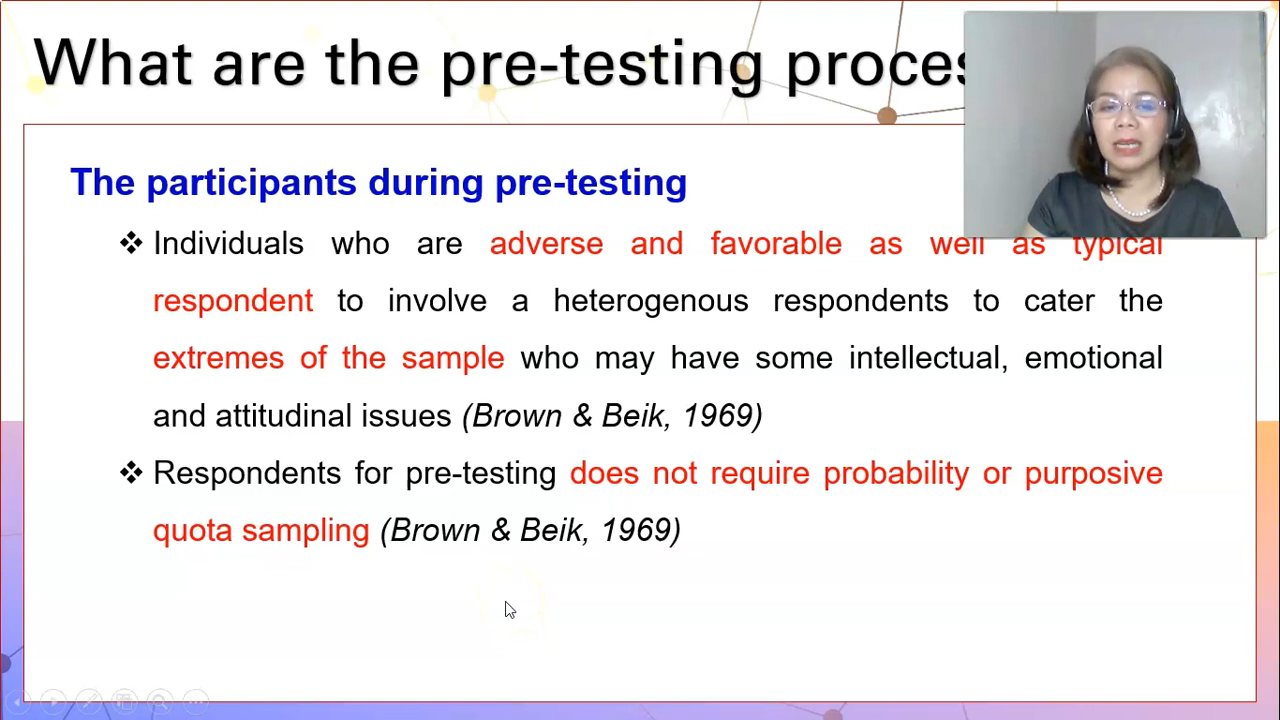 What are the pre-testing proces
The participants during pre-testing
❖ Individuals who are adverse and favorable as well as typical
respondent to involve a heterogenous respondents to cater the
extremes of the sample who may have some intellectual, emotional
and attitudinal issues (Brown & Beik, 1969)
❖ Respondents for pre-testing does not require probability or purposive
quota sampling (Brown & Beik, 1969)